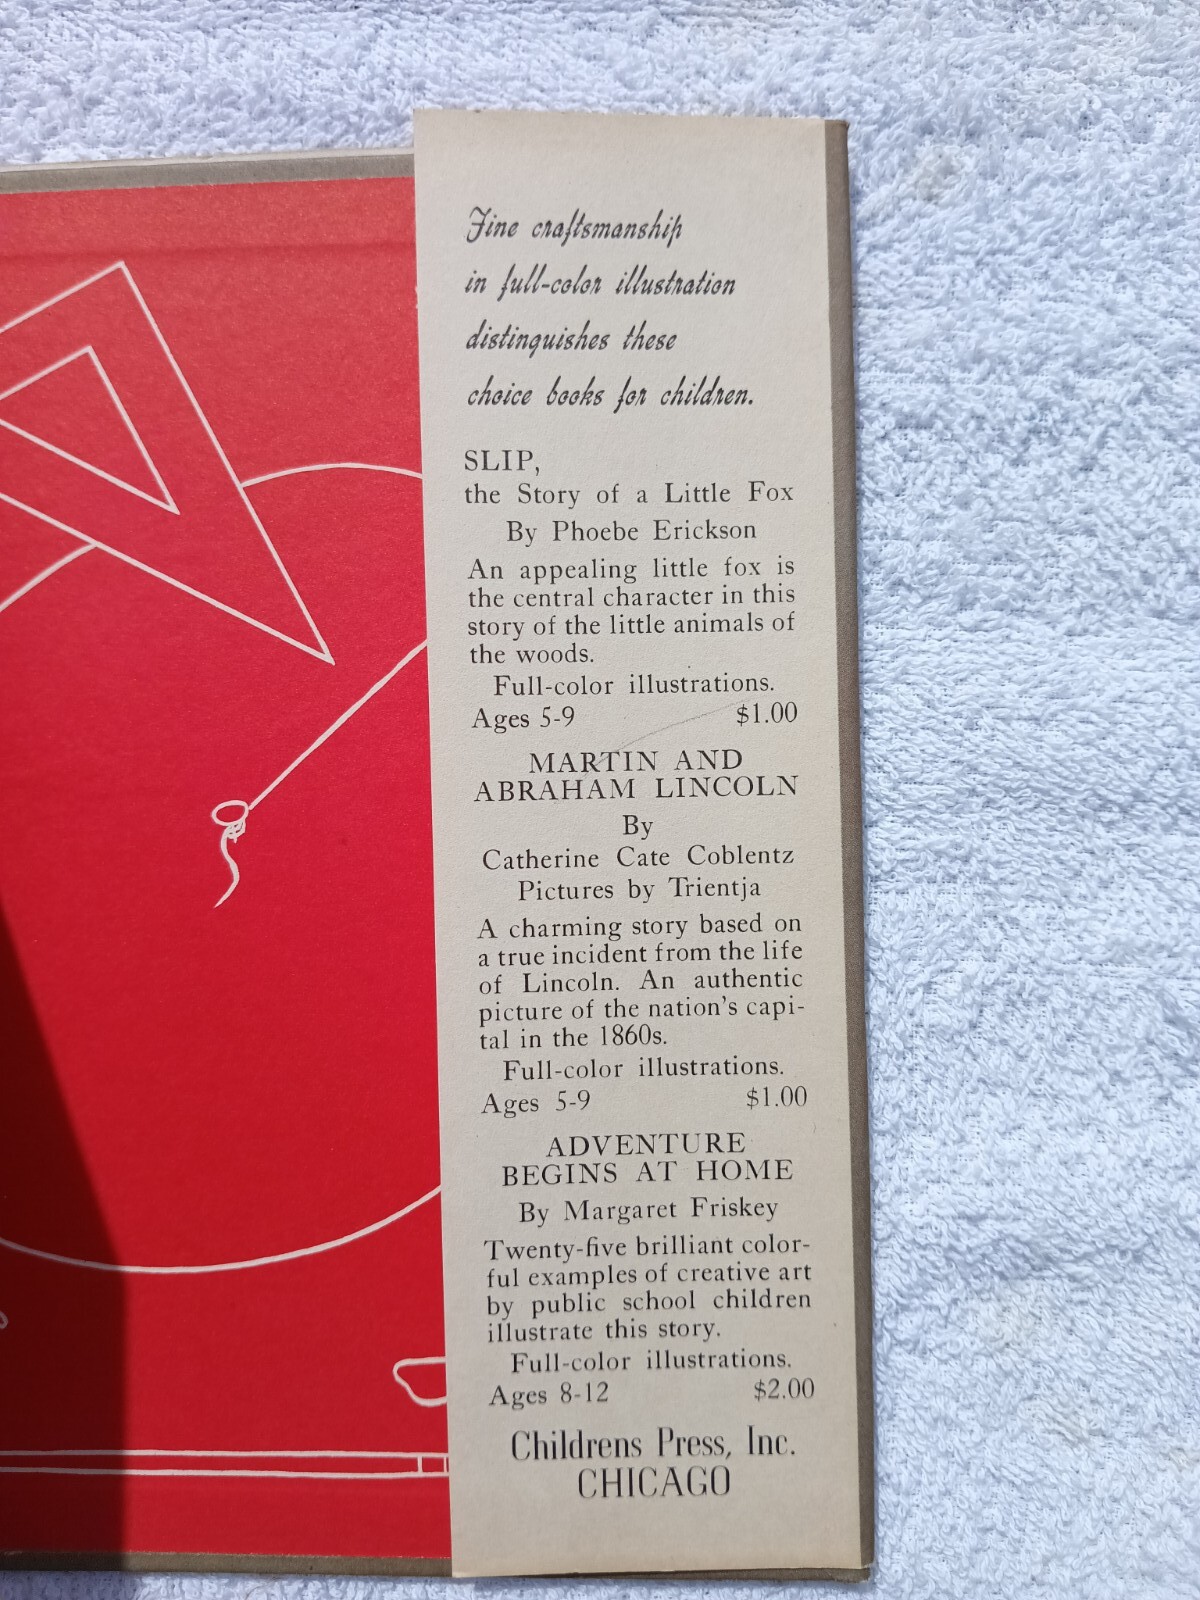 Fine craftsmanship
in full-color illustration
distinguishes these
choice books for children.
SLIP,
the Story of a Little Fox
By Phoebe Erickson
An appealing little fox is
the central character in this
story of the little animals of
the woods.
Full-color illustrations.
Ages 5-9 $1.00
MARTIN AND
ABRAHAM LINCOLN
By
Catherine Cate Coblentz
Pictures by Trientja
A charming story based on
a true incident from the life
of Lincoln. An authentic
picture of the nation's capi-
tal in the 1860s.
Full-color illustrations.
Ages 5-9 $1.00
ADVENTURE
BEGINS AT HOME
By Margaret Friskey
Twenty-five brilliant color-
ful examples of creative art
by public school children
illustrate this story.
Full-color illustrations.
Ages 8-12 $2.00
Childrens Press, Inc.
CHICAGO